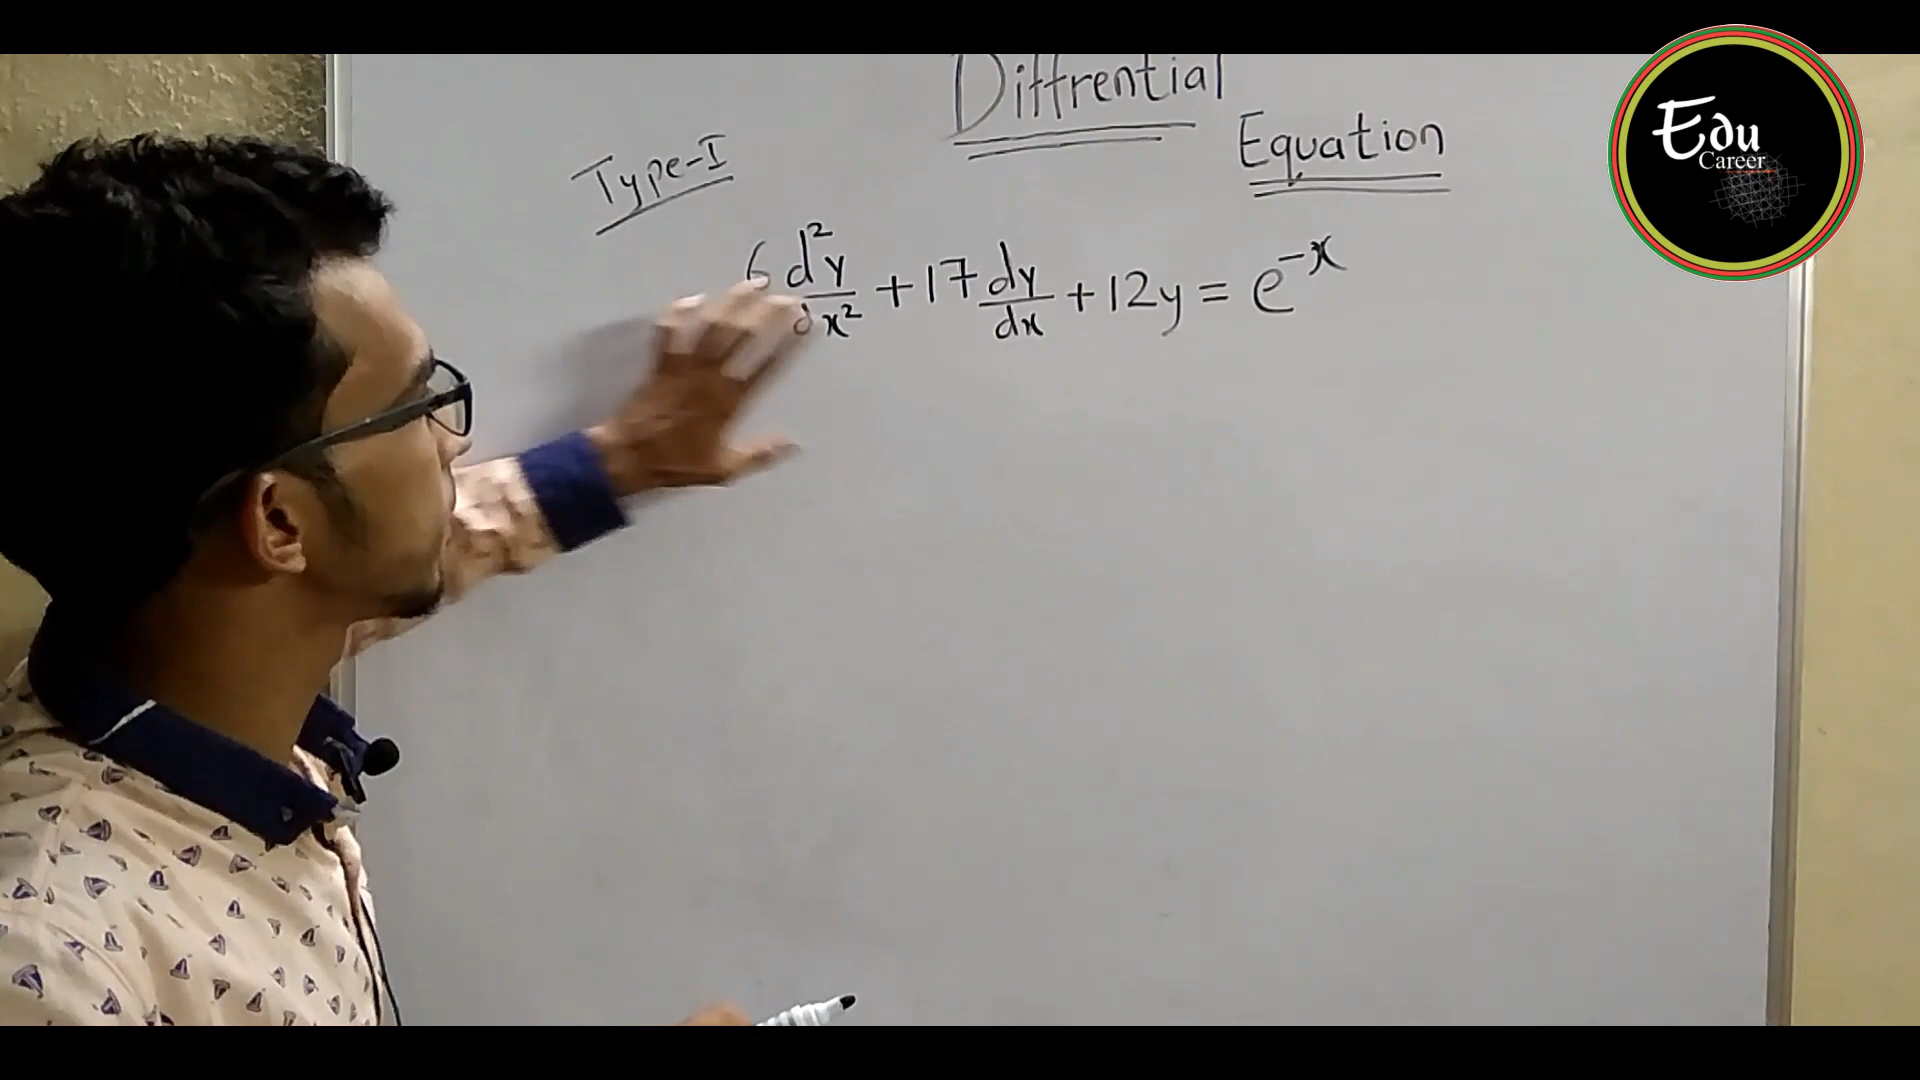 Diffrential
Equation
Type-I
6 d²y/dx² + 17 dy/dx + 12y = e^-x
Edu
Career